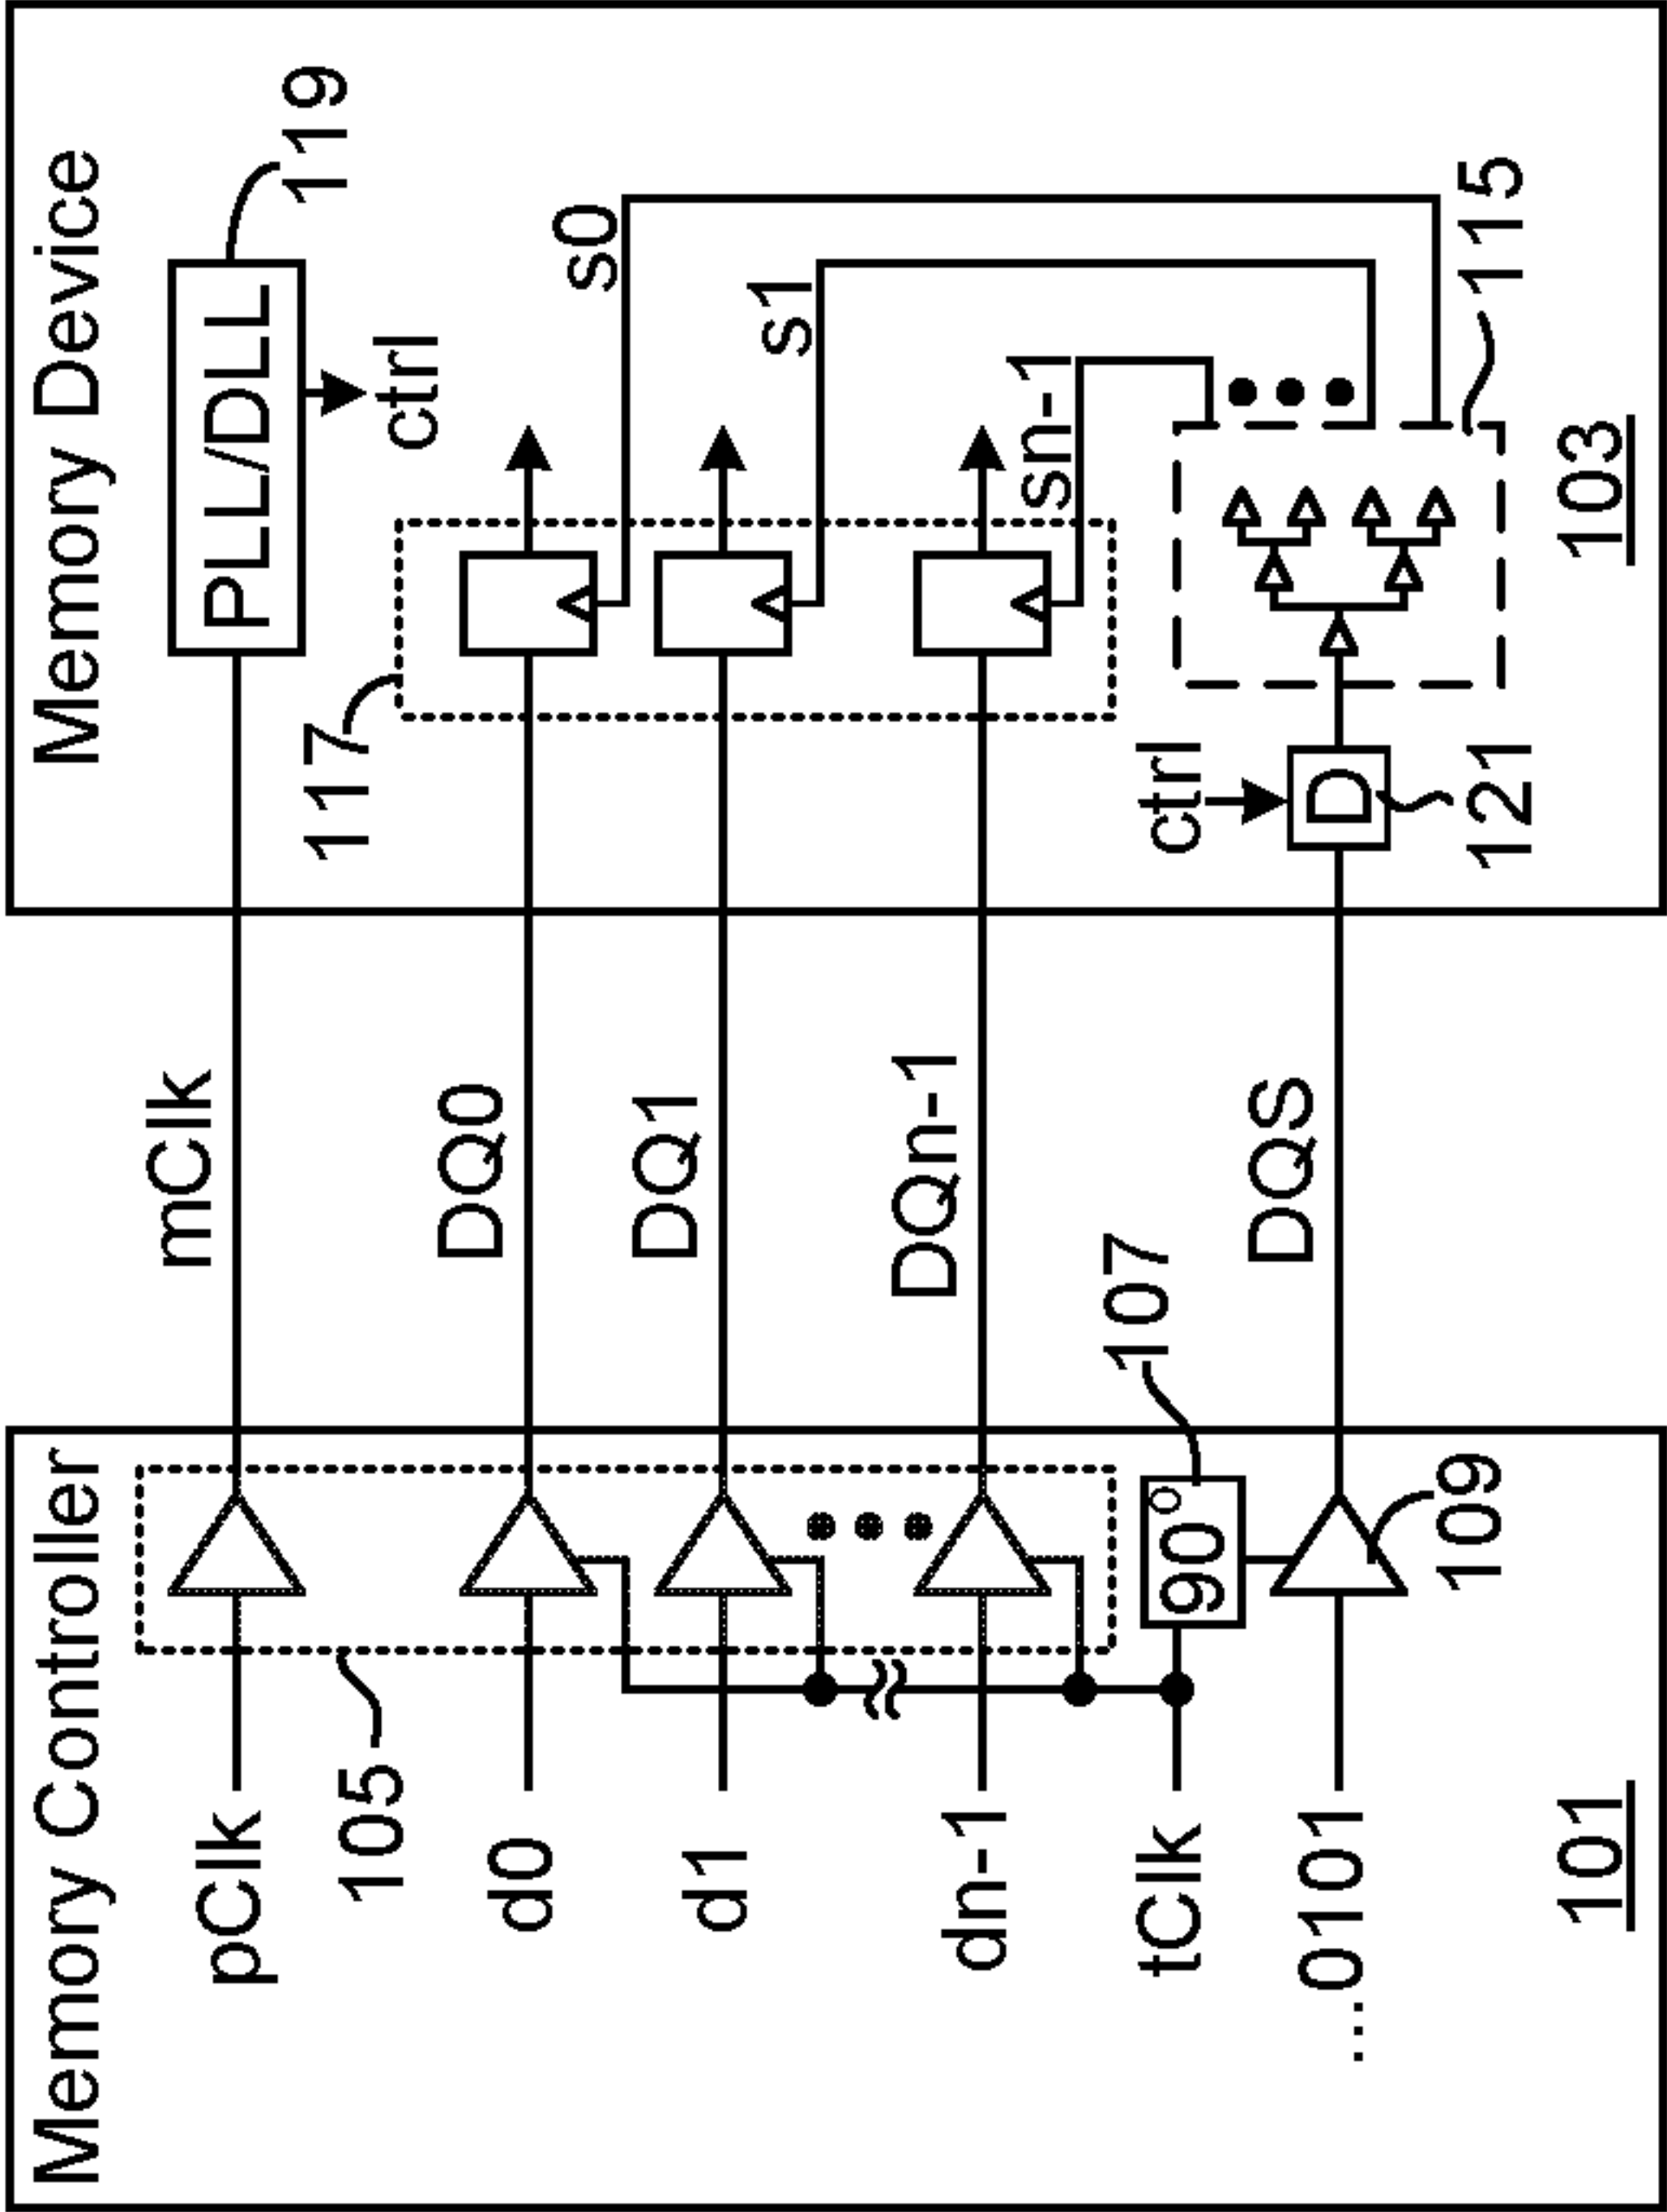 Memory Controller
Memory Device
pClk
mClk
PLL/DLL
119
ctrl
105
117
d0
DQ0
s0
d1
DQ1
s1
dn-1
DQn-1
sn-1
107
tClk
90°
ctrl
...0101
109
DQS
D
121
115
101
103